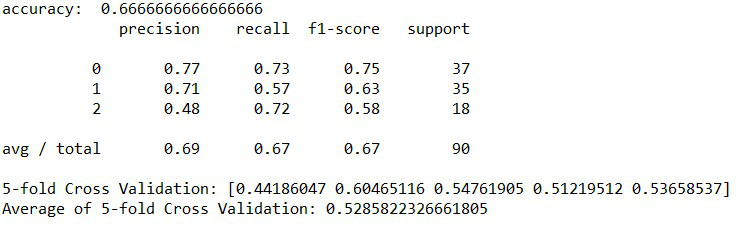 accuracy:  0.6666666666666666
             precision    recall  f1-score   support

          0       0.77      0.73      0.75        37
          1       0.71      0.57      0.63        35
          2       0.48      0.72      0.58        18

avg / total       0.69      0.67      0.67        90

5-fold Cross Validation: [0.44186047 0.60465116 0.54761905 0.51219512 0.53658537]
Average of 5-fold Cross Validation: 0.5285822326661805